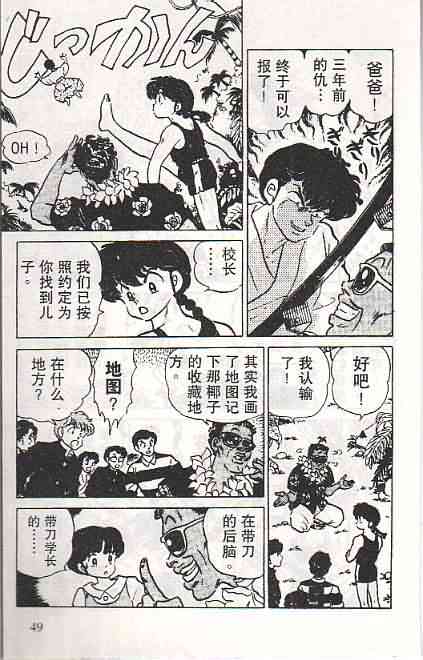 爸爸！
三年前
的仇…
终于可以
报了！
じっかん
OH！
校长
……
我们已按
照约定为
你找到儿
子。
好吧！
我认输
了！
其实我画
了地图记
下那椰子
的收藏地
方。
地图？
在什么
地方？
在带刀
的后脑。
带刀学长
的……
49